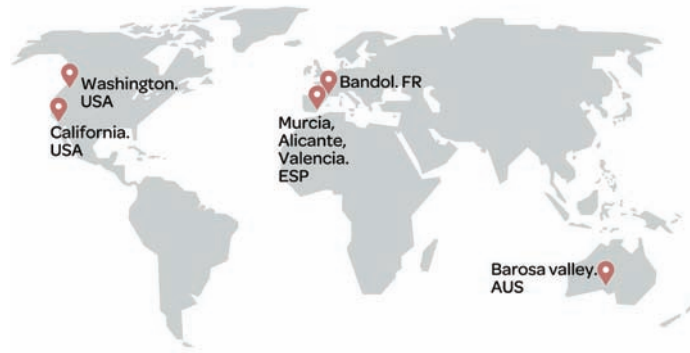 Washington.
USA
California.
USA
Bandol. FR
Murcia,
Alicante,
Valencia.
ESP
Barosa valley.
AUS